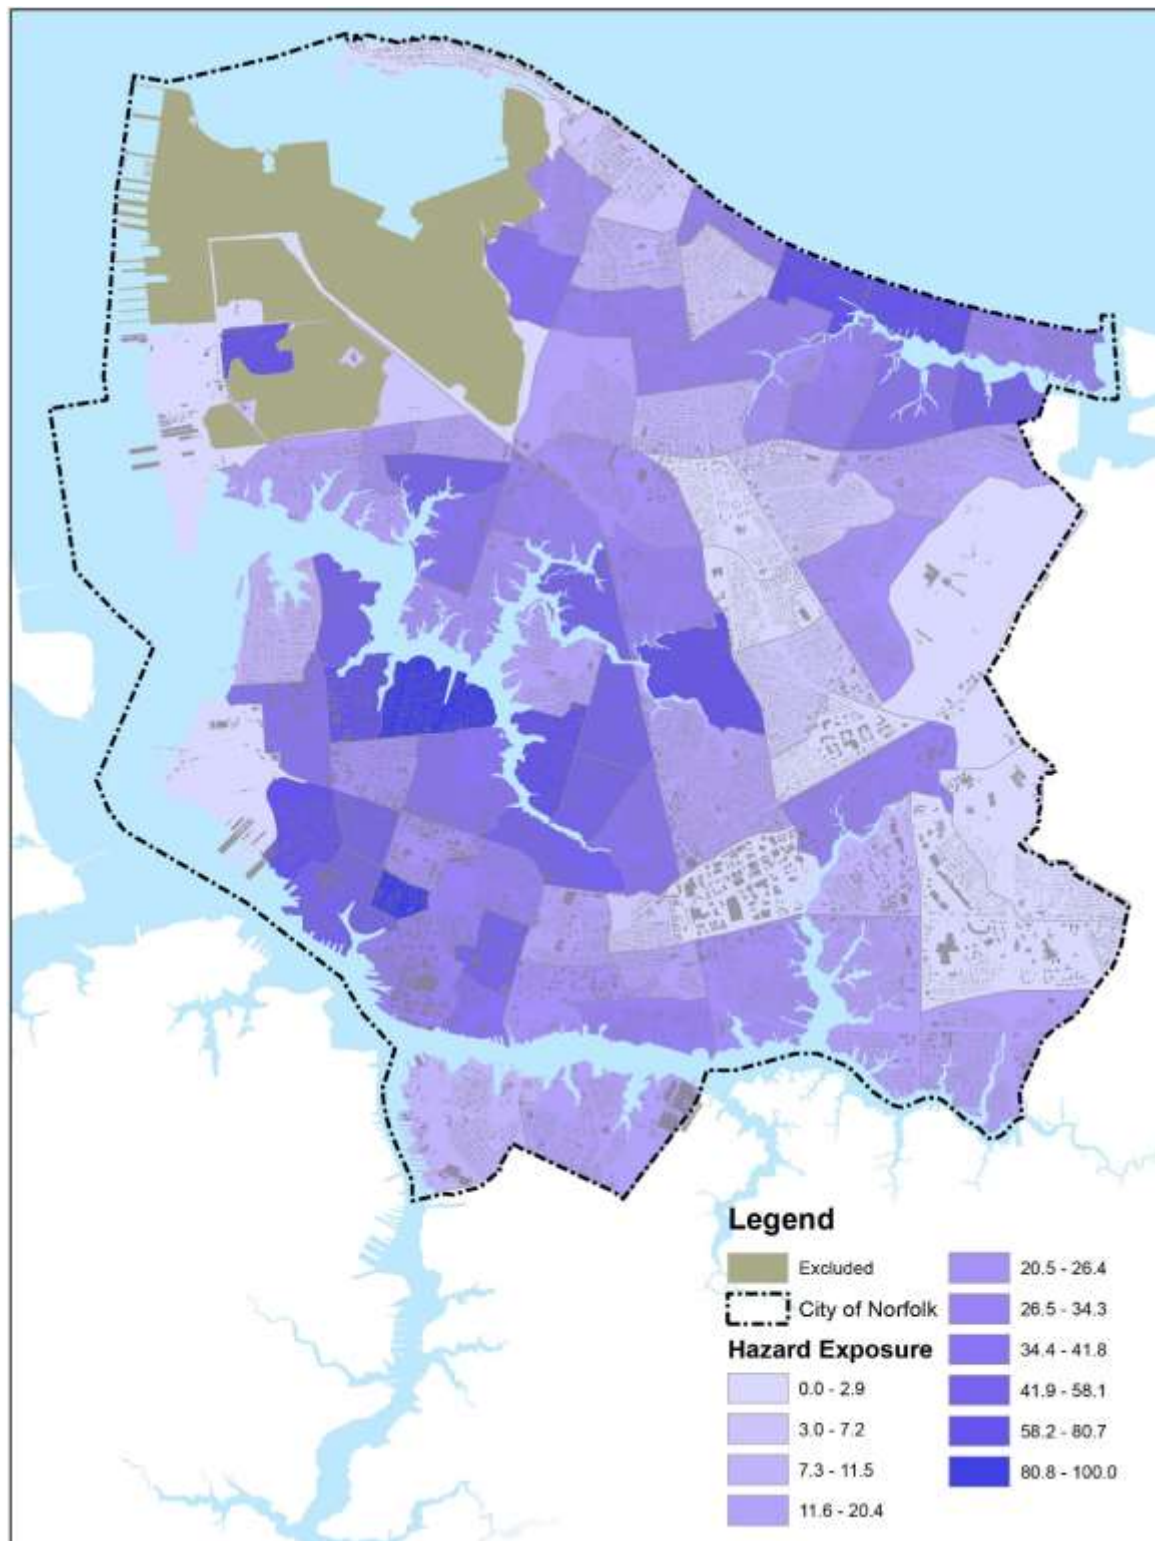 Legend
Excluded
City of Norfolk
Hazard Exposure
0.0 - 2.9
3.0 - 7.2
7.3 - 11.5
11.6 - 20.4
20.5 - 26.4
26.5 - 34.3
34.4 - 41.8
41.9 - 58.1
58.2 - 80.7
80.8 - 100.0